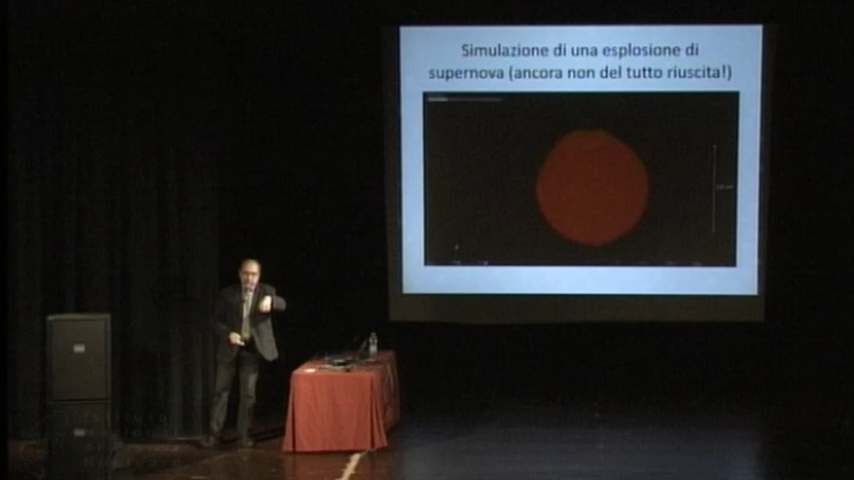 Simulazione di una esplosione di
supernova (ancora non del tutto riuscita!)